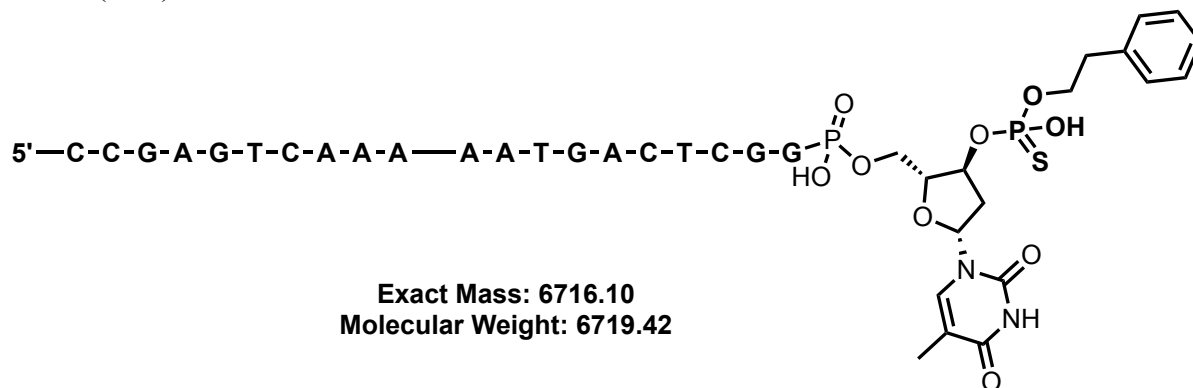 O
O
O P OH
5'—C-C-G-A-G-T-C-A-A-A—A-A-T-G-A-C-T-C-G-G P
HO O S
O
N O
Exact Mass: 6716.10
NH
Molecular Weight: 6719.42
O